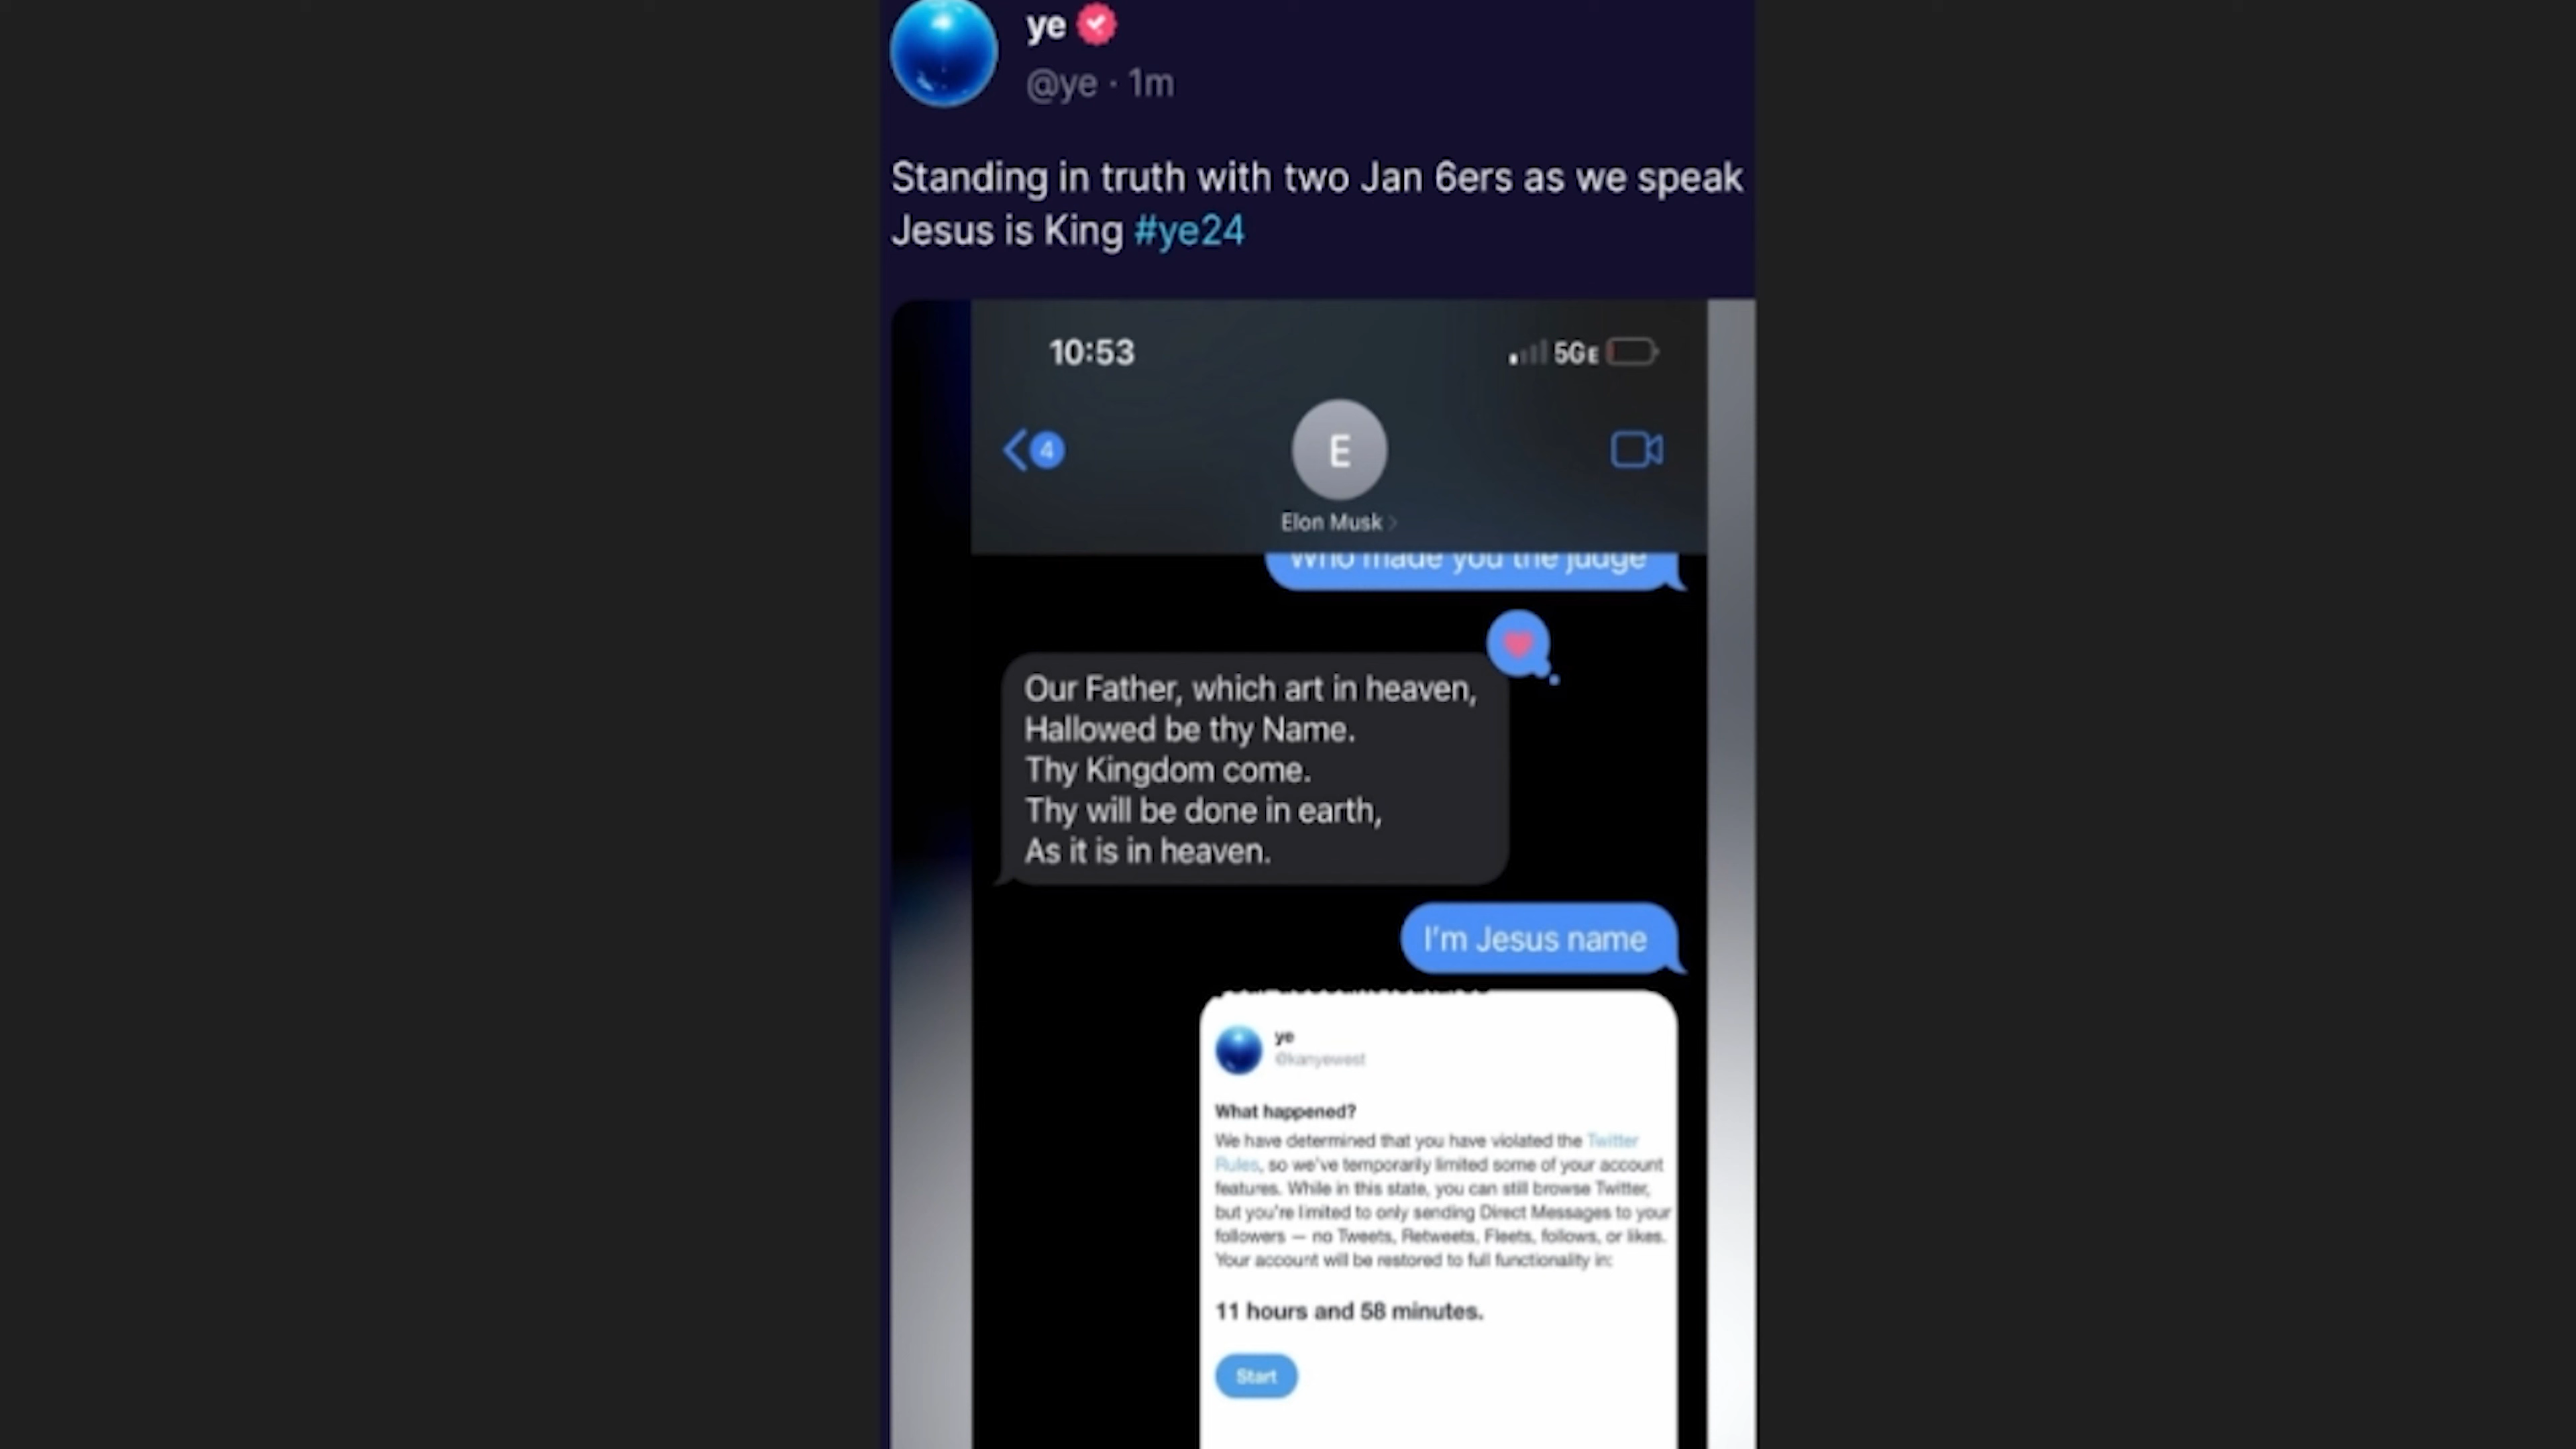 ye
@ye · 1m
Standing in truth with two Jan 6ers as we speak
Jesus is King #ye24
10:53
5GE
4
E
Elon Musk
Who made you the judge
Our Father, which art in heaven,
Hallowed be thy Name.
Thy Kingdom come.
Thy will be done in earth,
As it is in heaven.
I'm Jesus name
ye
@kanyewest
What happened?
We have determined that you have violated the Twitter
Rules, so we've temporarily limited some of your account
features. While in this state, you can still browse Twitter,
but you're limited to only sending Direct Messages to your
followers — no Tweets, Retweets, Fleets, follows, or likes.
Your account will be restored to full functionality in:
11 hours and 58 minutes.
Start